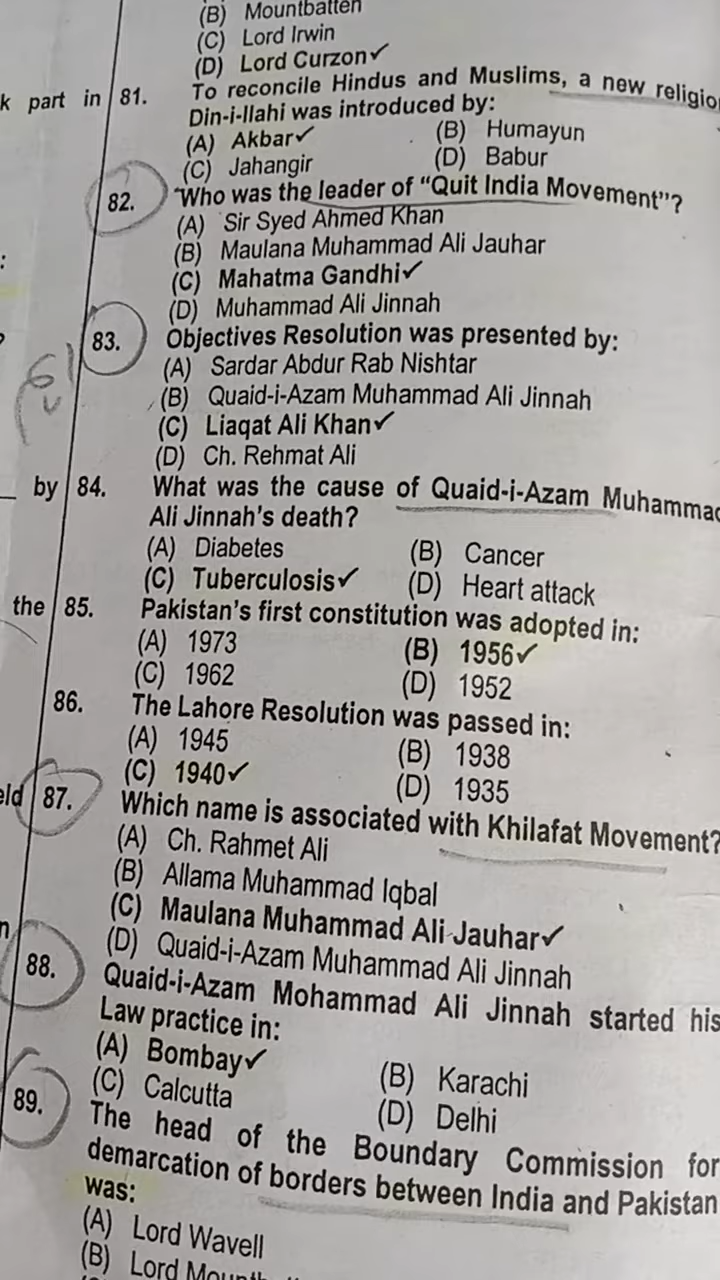 (B) Mountbatten
(C) Lord Irwin
(D) Lord Curzon✓
k part in
81. To reconcile Hindus and Muslims, a new religio
Din-i-Ilahi was introduced by:
(A) Akbar✓ (B) Humayun
(C) Jahangir (D) Babur
82. Who was the leader of “Quit India Movement”?
(A) Sir Syed Ahmed Khan
:
(B) Maulana Muhammad Ali Jauhar
(C) Mahatma Gandhi✓
(D) Muhammad Ali Jinnah
83. Objectives Resolution was presented by:
(A) Sardar Abdur Rab Nishtar
(B) Quaid-i-Azam Muhammad Ali Jinnah
(C) Liaqat Ali Khan✓
(D) Ch. Rehmat Ali
by
84. What was the cause of Quaid-i-Azam Muhammad
Ali Jinnah's death?
(A) Diabetes (B) Cancer
(C) Tuberculosis✓ (D) Heart attack
the
85. Pakistan's first constitution was adopted in:
(A) 1973 (B) 1956✓
(C) 1962 (D) 1952
86. The Lahore Resolution was passed in:
(A) 1945 (B) 1938
(C) 1940✓ (D) 1935
eld
87. Which name is associated with Khilafat Movement?
(A) Ch. Rahmet Ali
(B) Allama Muhammad Iqbal
(C) Maulana Muhammad Ali Jauhar✓
n
(D) Quaid-i-Azam Muhammad Ali Jinnah
88. Quaid-i-Azam Mohammad Ali Jinnah started his
Law practice in:
(A) Bombay✓ (B) Karachi
(C) Calcutta (D) Delhi
89. The head of the Boundary Commission for
demarcation of borders between India and Pakistan
was:
(A) Lord Wavell
(B) Lord